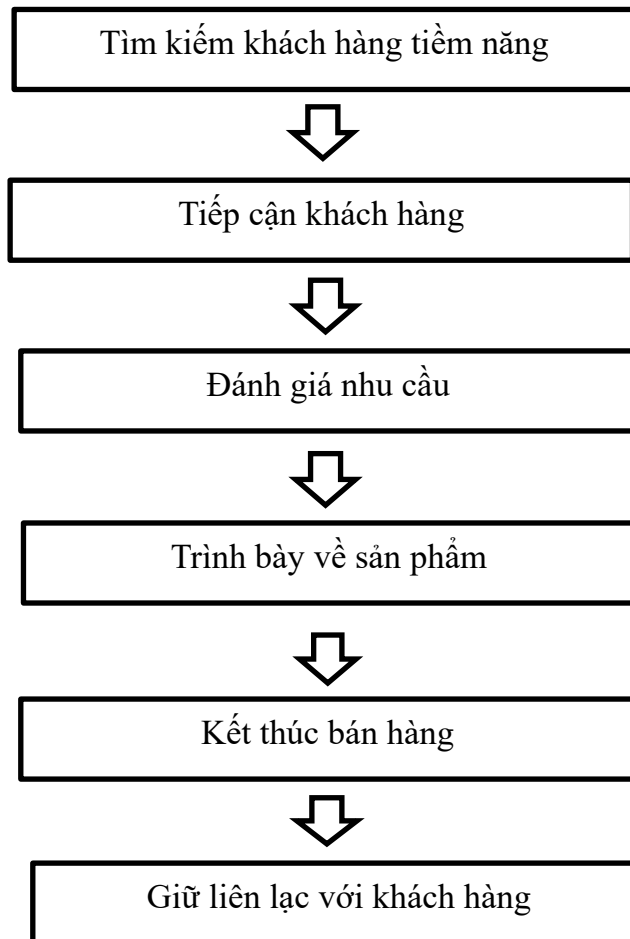 Tìm kiếm khách hàng tiềm năng
Tiếp cận khách hàng
Đánh giá nhu cầu
Trình bày về sản phẩm
Kết thúc bán hàng
Giữ liên lạc với khách hàng